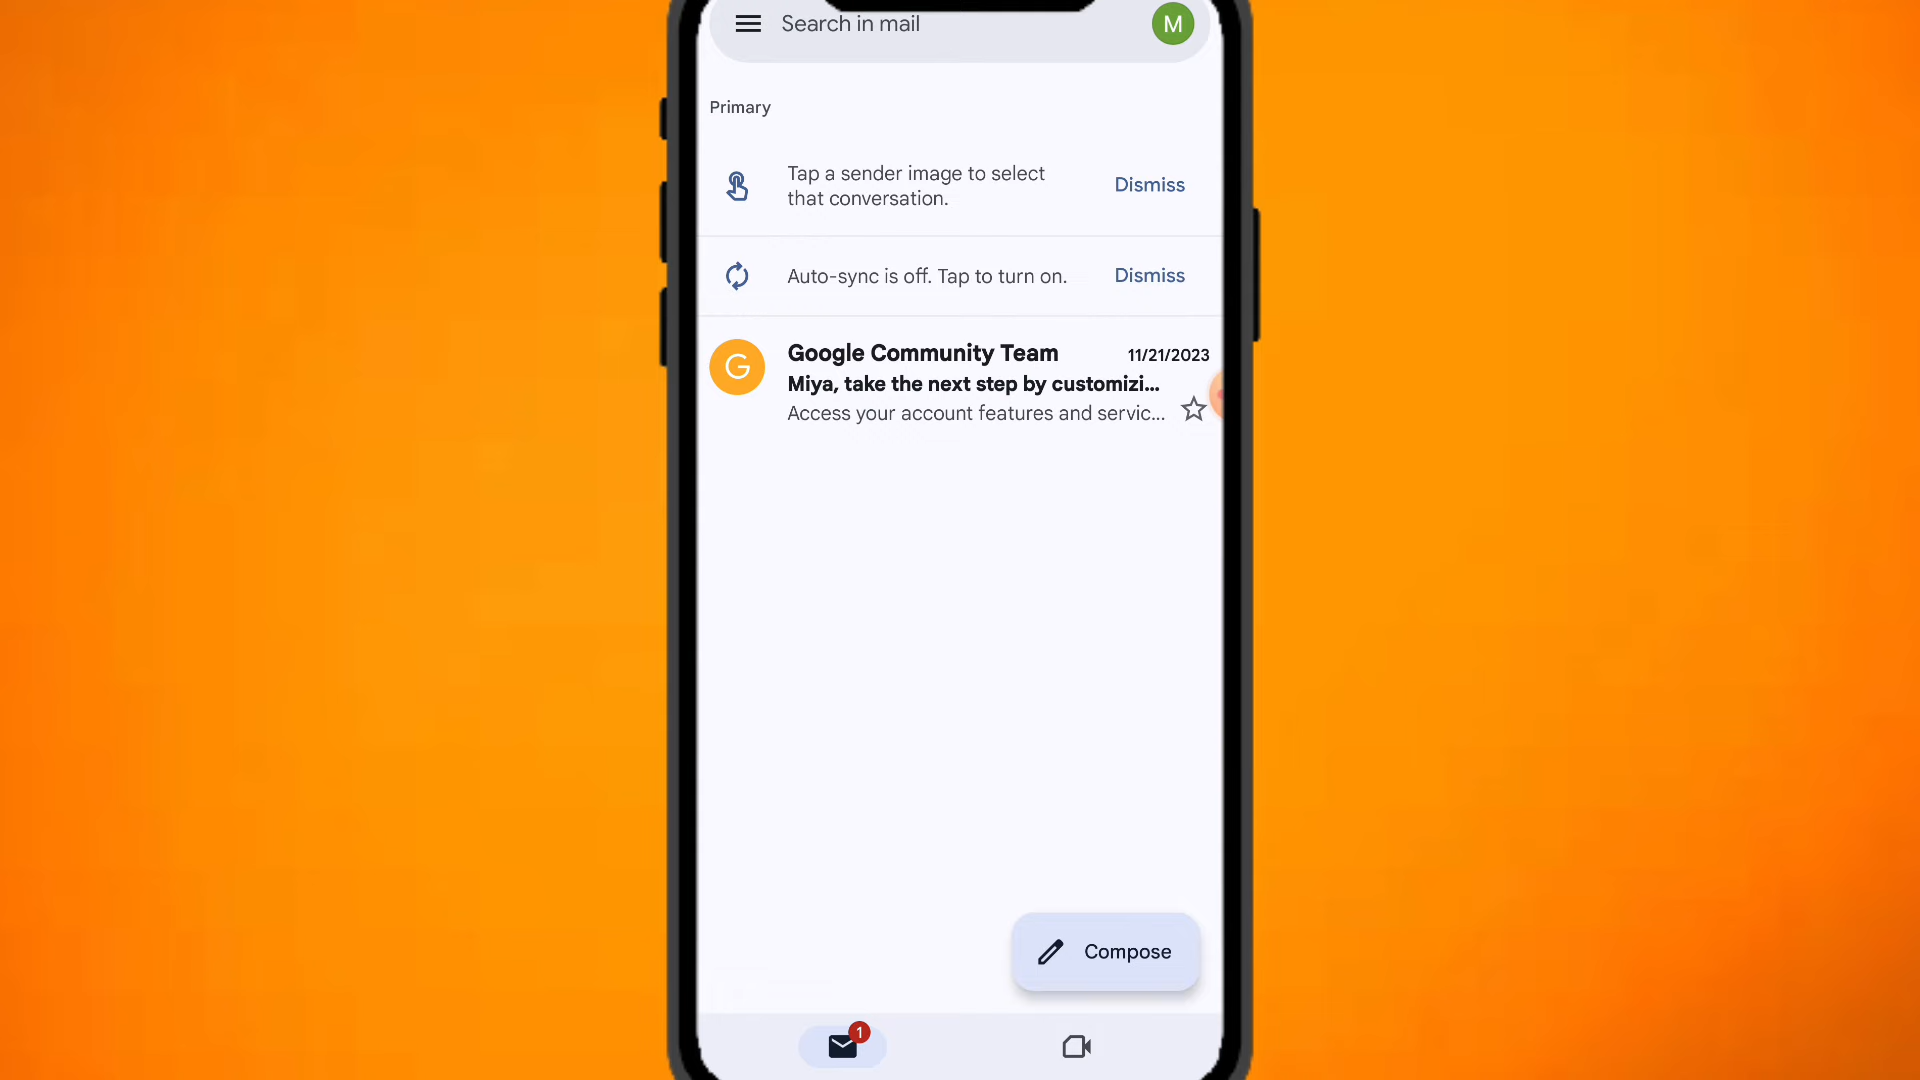 Search in mail
M
Primary
Tap a sender image to select
that conversation.
Dismiss
Auto-sync is off. Tap to turn on.
Dismiss
G
Google Community Team
11/21/2023
Miya, take the next step by customizi...
Access your account features and servic...
Compose
1